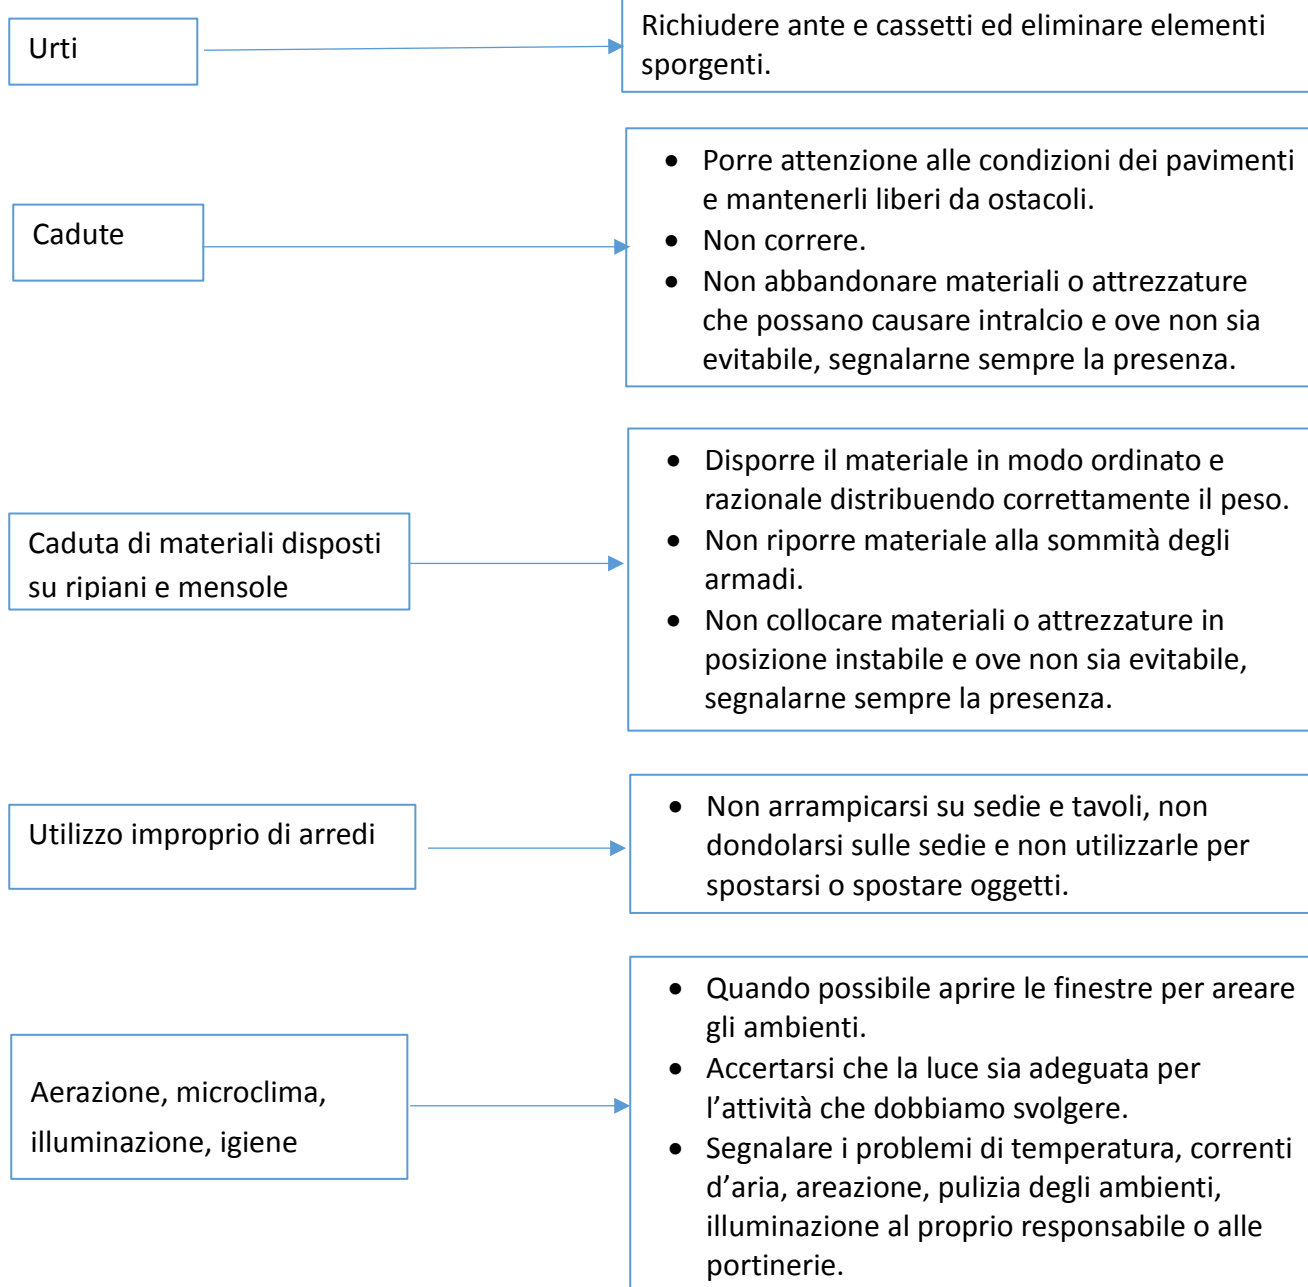 Urti
Richiudere ante e cassetti ed eliminare elementi
sporgenti.
Cadute
• Porre attenzione alle condizioni dei pavimenti
e mantenerli liberi da ostacoli.
• Non correre.
• Non abbandonare materiali o attrezzature
che possano causare intralcio e ove non sia
evitabile, segnalarne sempre la presenza.
Caduta di materiali disposti
su ripiani e mensole
• Disporre il materiale in modo ordinato e
razionale distribuendo correttamente il peso.
• Non riporre materiale alla sommità degli
armadi.
• Non collocare materiali o attrezzature in
posizione instabile e ove non sia evitabile,
segnalarne sempre la presenza.
Utilizzo improprio di arredi
• Non arrampicarsi su sedie e tavoli, non
dondolarsi sulle sedie e non utilizzarle per
spostarsi o spostare oggetti.
Aerazione, microclima,
illuminazione, igiene
• Quando possibile aprire le finestre per areare
gli ambienti.
• Accertarsi che la luce sia adeguata per
l’attività che dobbiamo svolgere.
• Segnalare i problemi di temperatura, correnti
d’aria, areazione, pulizia degli ambienti,
illuminazione al proprio responsabile o alle
portinerie.